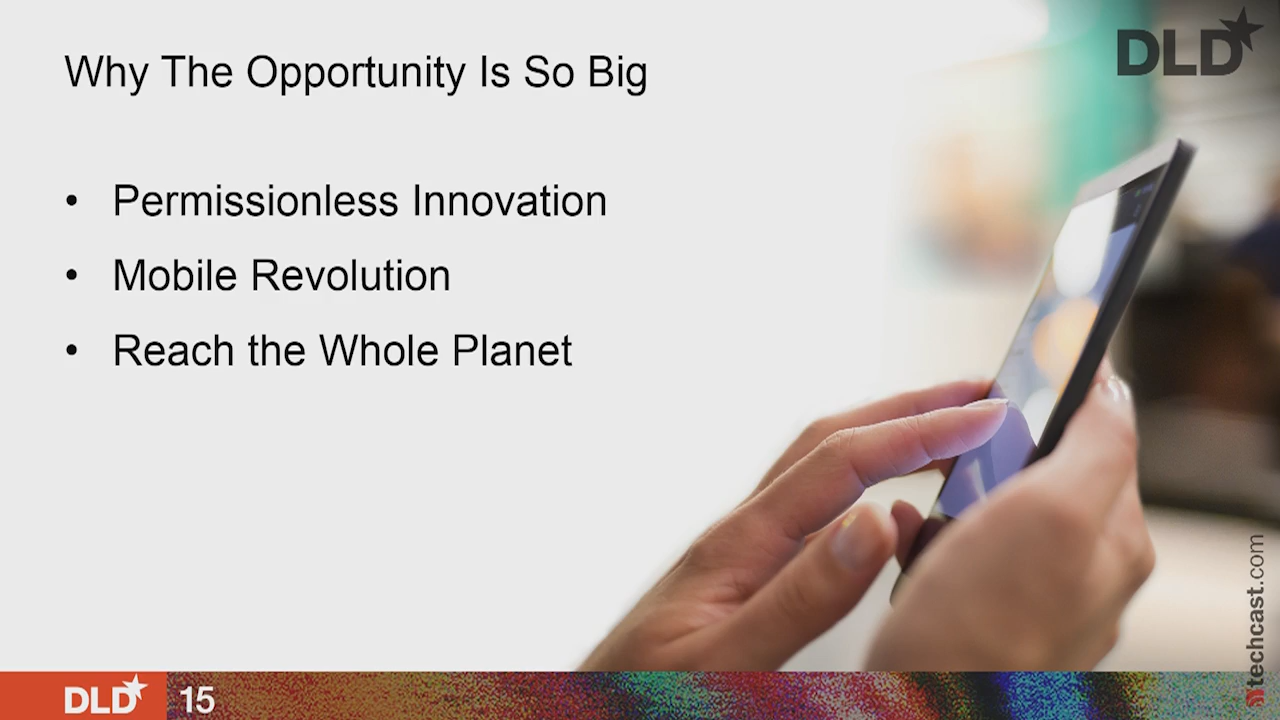 Why The Opportunity Is So Big
DLD
• Permissionless Innovation
• Mobile Revolution
• Reach the Whole Planet
techcast.com
DLD 15